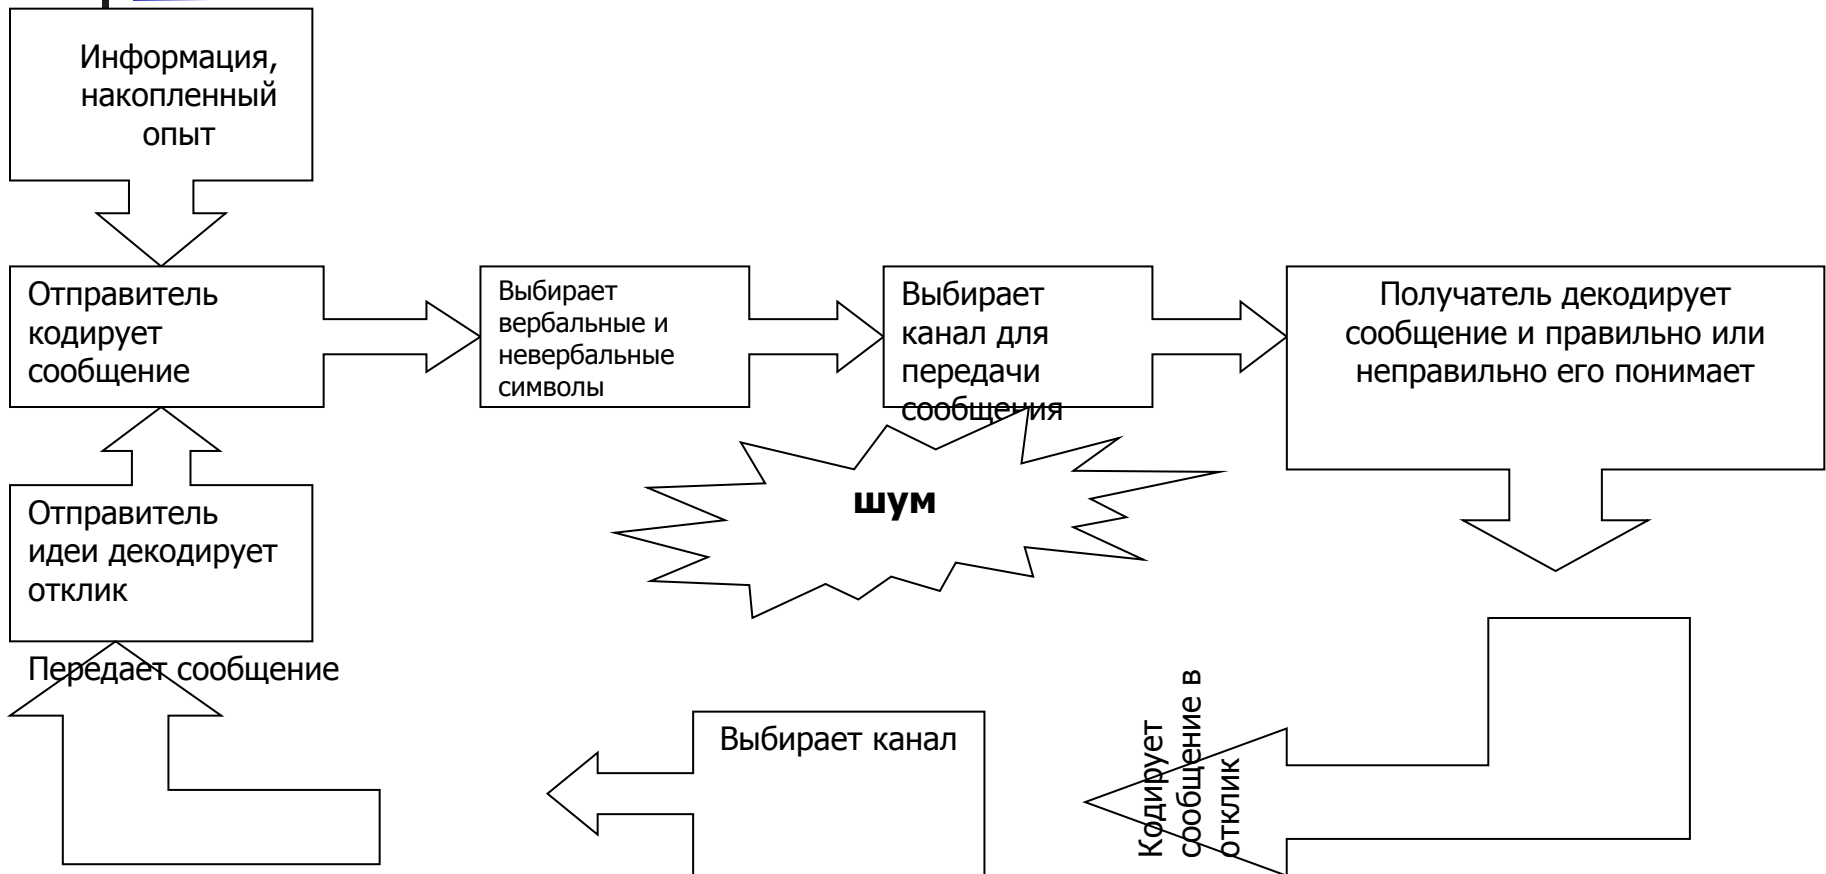 Информация,
накопленный
опыт
Отправитель
кодирует
сообщение
Выбирает
вербальные и
невербальные
символы
Выбирает
канал для
передачи
сообщения
Получатель декодирует
сообщение и правильно или
неправильно его понимает
шум
Отправитель
идеи декодирует
отклик
Передает сообщение
Выбирает канал
Кодирует
сообщение в
отклик